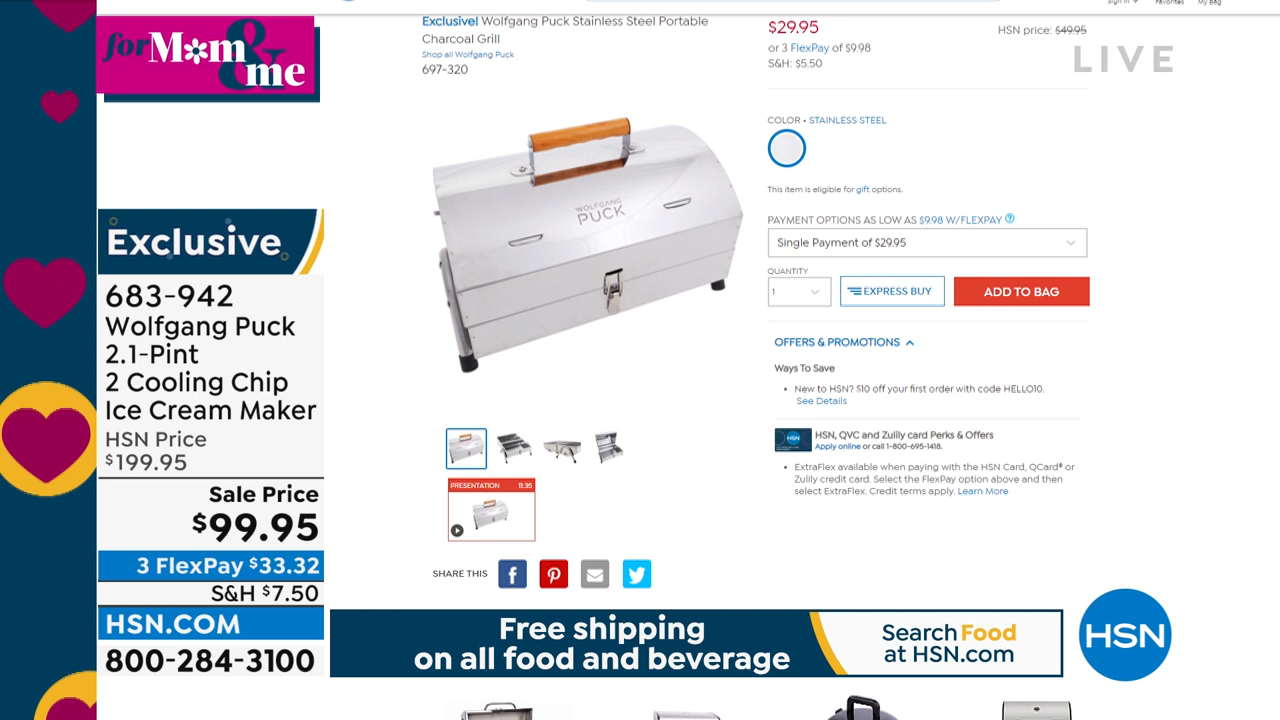 for Mom
& me
Exclusive
683-942
Wolfgang Puck
2.1-Pint
2 Cooling Chip
Ice Cream Maker
HSN Price
$199.95
Sale Price
$99.95
3 FlexPay $33.32
S&H $7.50
HSN.COM
800-284-3100
Sign in
Favorites
My Bag
Exclusive! Wolfgang Puck Stainless Steel Portable
Charcoal Grill
Shop all Wolfgang Puck
697-320
WOLFGANG
PUCK
PRESENTATION 11:35
SHARE THIS
$29.95
HSN price: $49.95
or 3 FlexPay of $9.98
S&H: $5.50
LIVE
COLOR • STAINLESS STEEL
This item is eligible for gift options.
PAYMENT OPTIONS AS LOW AS $9.98 W/FLEXPAY ?
Single Payment of $29.95
QUANTITY
1
EXPRESS BUY
ADD TO BAG
OFFERS & PROMOTIONS
Ways To Save
• New to HSN? $10 off your first order with code HELLO10.
See Details
HSN
HSN, QVC and Zulily card Perks & Offers
Apply online or call 1-800-695-1418.
• ExtraFlex available when paying with the HSN Card, QCard® or
Zulily credit card. Select the FlexPay option above and then
select ExtraFlex. Credit terms apply. Learn More
Free shipping
on all food and beverage
Search Food
at HSN.com
HSN